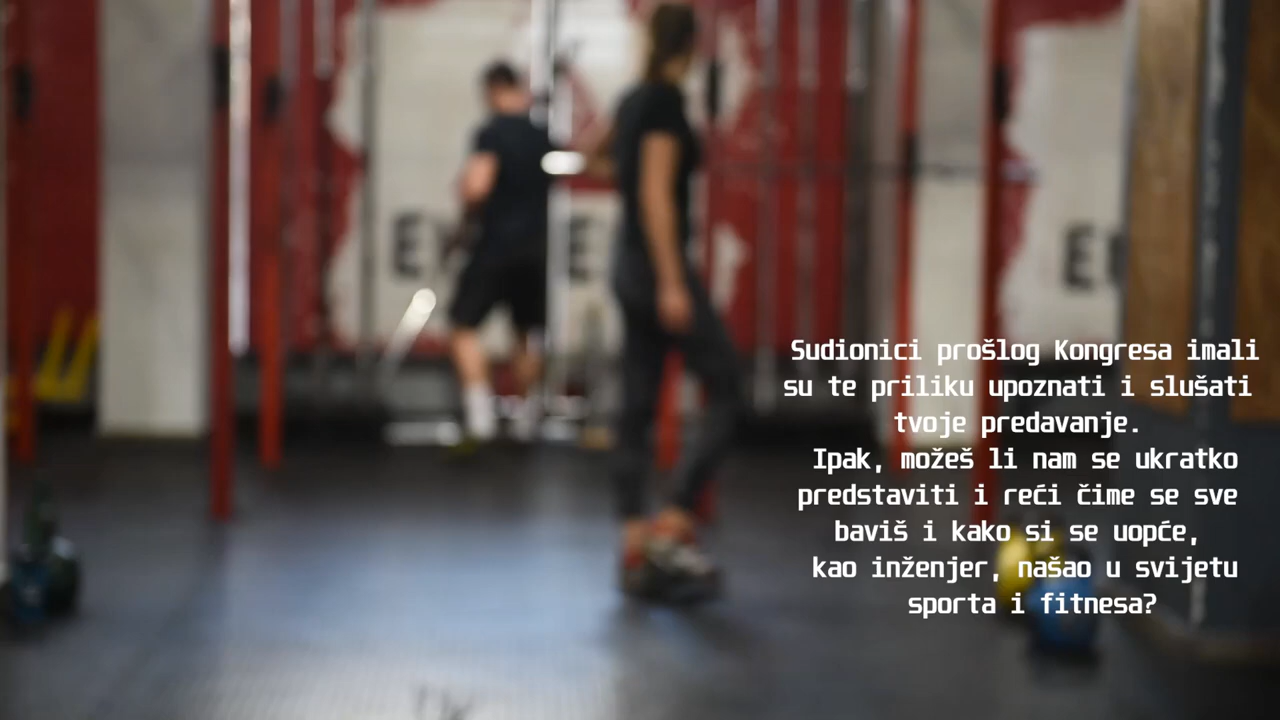 Sudionici prošlog Kongresa imali
su te priliku upoznati i slušati
tvoje predavanje.
Ipak, možeš li nam se ukratko
predstaviti i reći čime se sve
baviš i kako si se uopće,
kao inženjer, našao u svijetu
sporta i fitnesa?